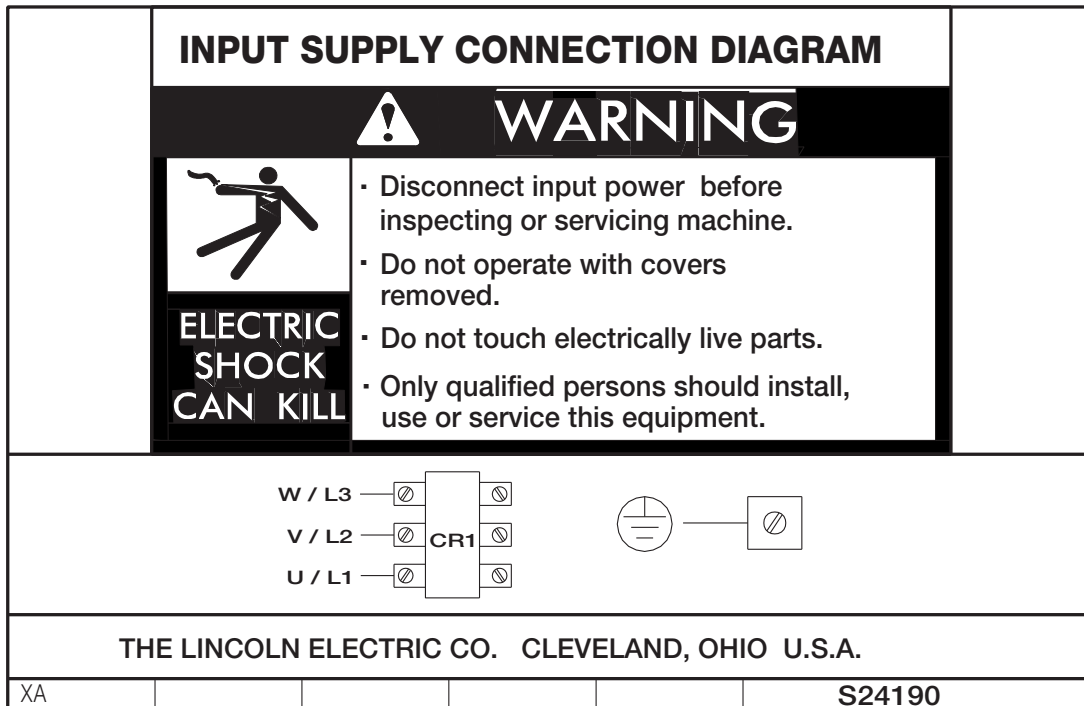 INPUT SUPPLY CONNECTION DIAGRAM
WARNING
· Disconnect input power before
inspecting or servicing machine.
· Do not operate with covers
removed.
· Do not touch electrically live parts.
· Only qualified persons should install,
use or service this equipment.
ELECTRIC
SHOCK
CAN KILL
W / L3
V / L2
U / L1
CR1
THE LINCOLN ELECTRIC CO. CLEVELAND, OHIO U.S.A.
XA
S24190